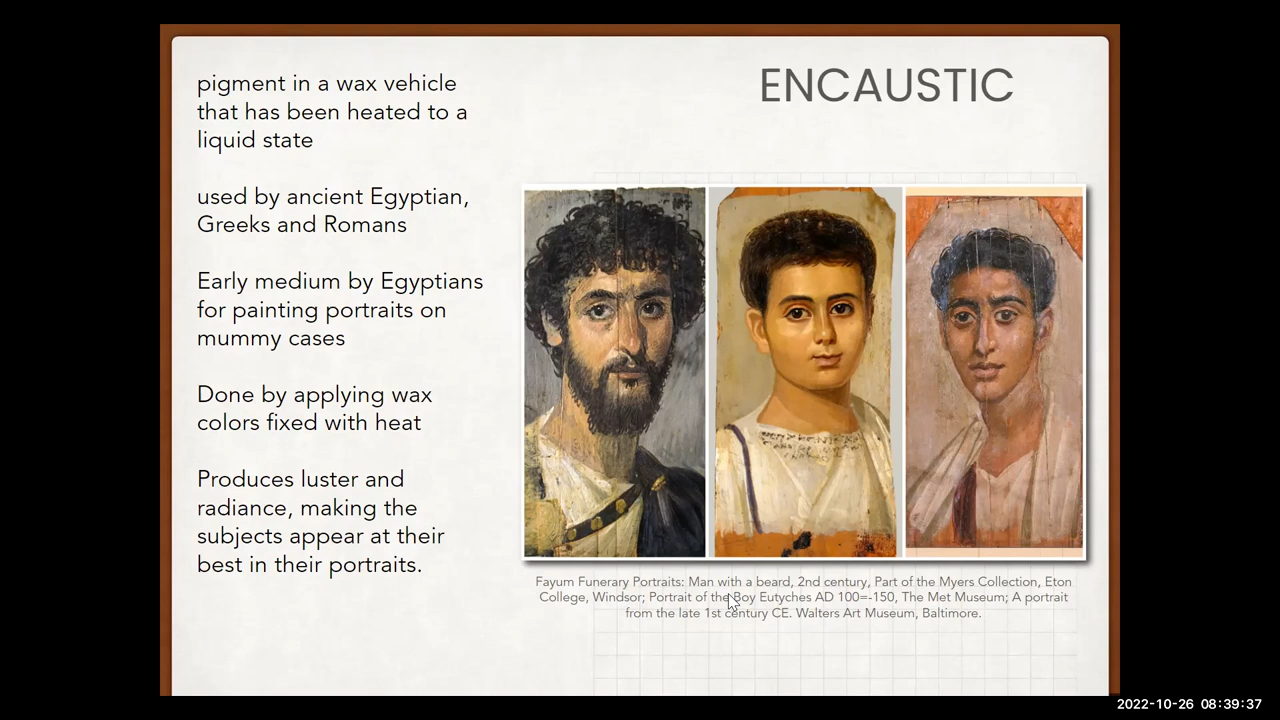 ENCAUSTIC
pigment in a wax vehicle
that has been heated to a
liquid state
used by ancient Egyptian,
Greeks and Romans
Early medium by Egyptians
for painting portraits on
mummy cases
Done by applying wax
colors fixed with heat
Produces luster and
radiance, making the
subjects appear at their
best in their portraits.
Fayum Funerary Portraits: Man with a beard, 2nd century, Part of the Myers Collection, Eton
College, Windsor; Portrait of the Boy Eutyches AD 100=-150, The Met Museum; A portrait
from the late 1st century CE. Walters Art Museum, Baltimore.
2022-10-26 08:39:37